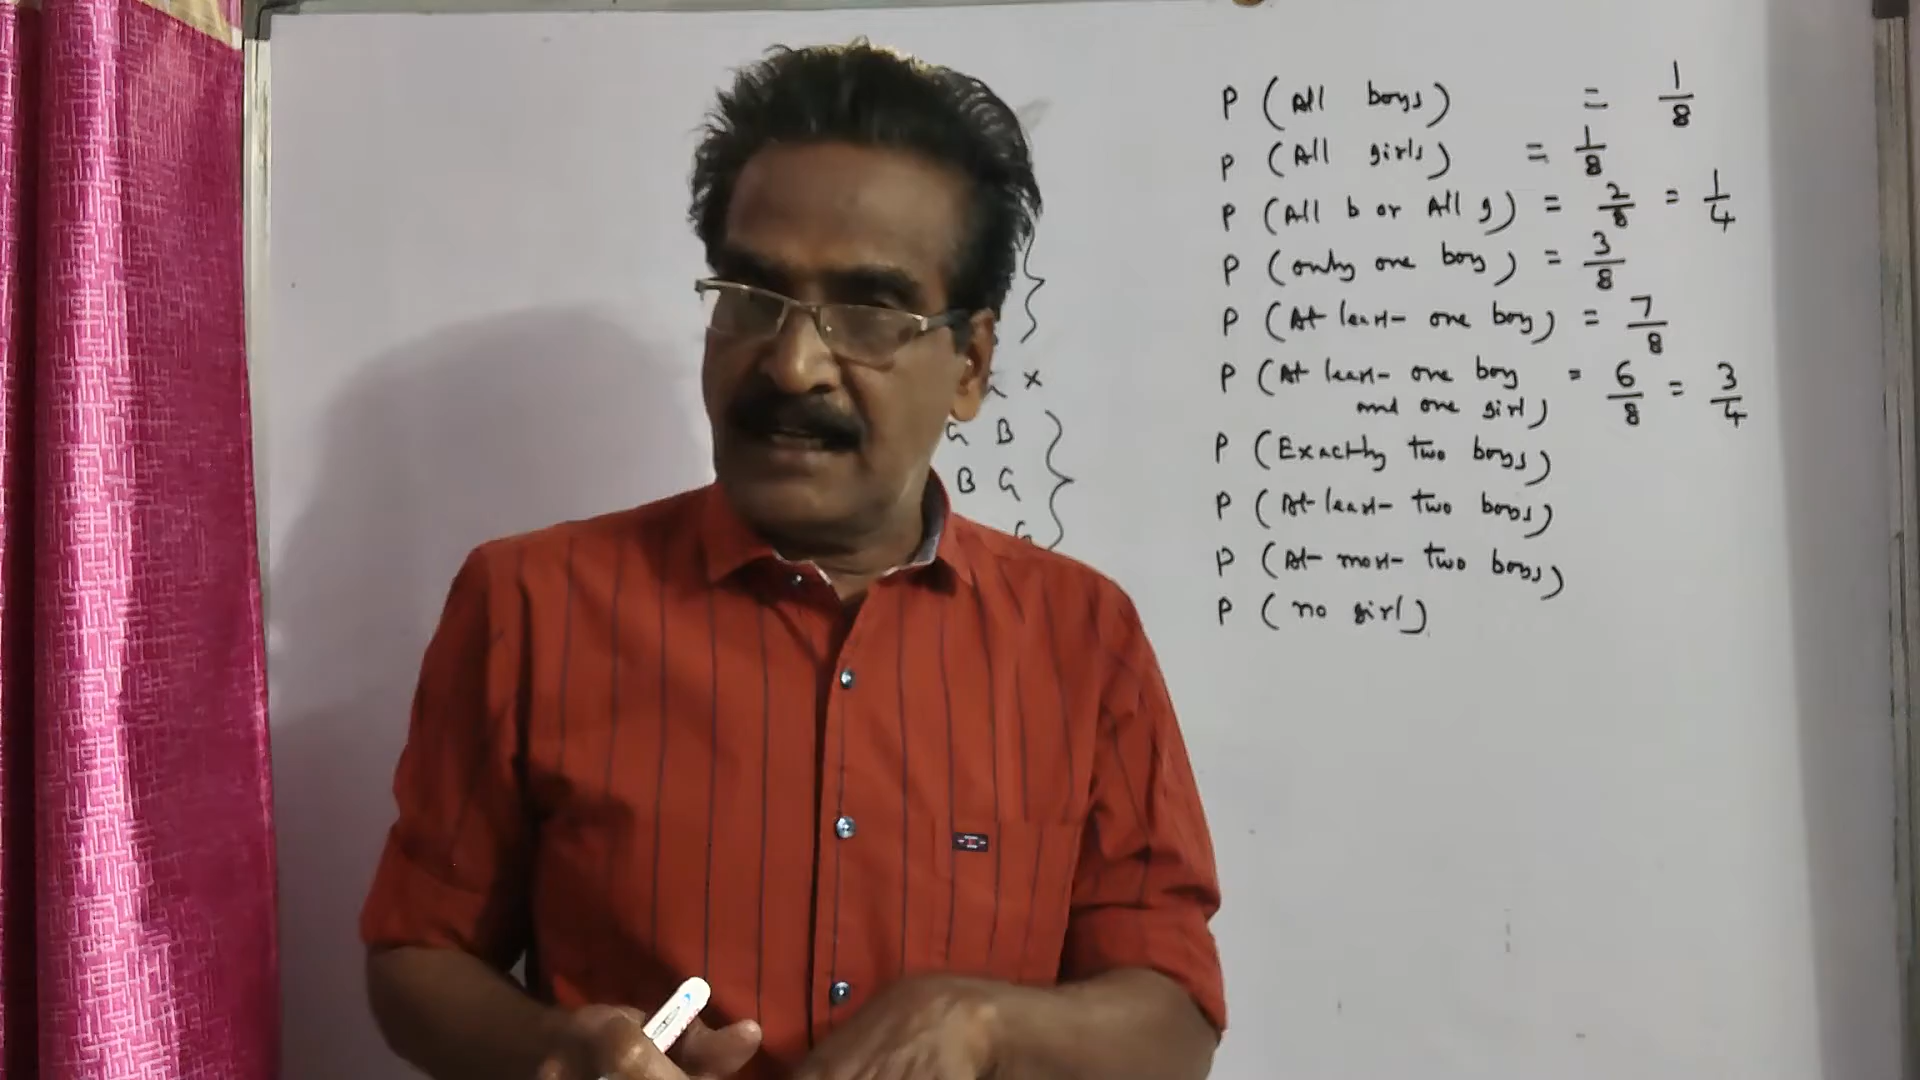 P (All boys) = 1/8
P (All girls) = 1/8
P (All b or All g) = 2/8 = 1/4
P (only one boy) = 3/8
P (At least one boy) = 7/8
P (At least one boy = 6/8 = 3/4
and one girl)
P (Exactly two boys)
P (At least two boys)
P (At most two boys)
P (no girl)
x
G B
B G
G